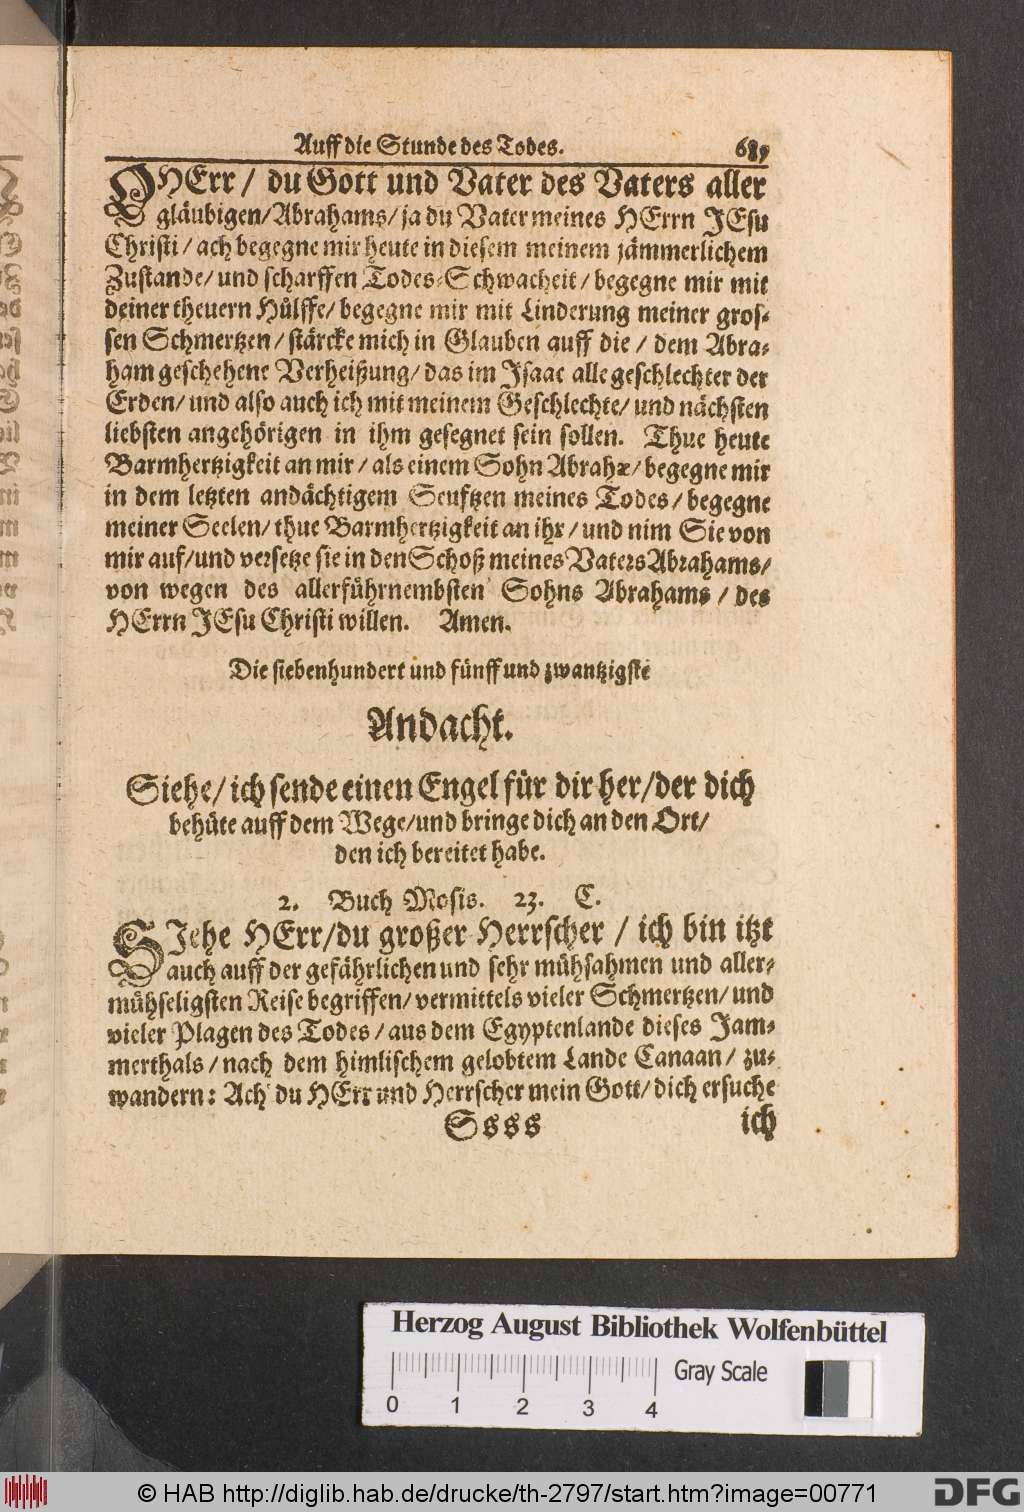 Auff die Stunde des Todes. 689
O HErr / du Gott und Vater des Vaters aller
gläubigen/Abrahams/ja du Vater meines HErrn JEsu
Christi/ach begegne mir heute in diesem meinem jämmerlichem
Zustande/und scharffen Todes-Schwacheit/begegne mir mit
deiner theuern Hülffe/begegne mir mit Linderung meiner gros-
sen Schmertzen/stärcke mich in Glauben auff die/dem Abra-
ham geschehene Verheißung/das im Isaac alle geschlechter der
Erden/und also auch ich mit meinem Geschlechte/und nächsten
liebsten angehörigen in ihm gesegnet sein sollen. Thue heute
Barmhertzigkeit an mir/als einem Sohn Abrahæ/begegne mir
in dem letzten andächtigem Seuftzen meines Todes/begegne
meiner Seelen/thue Barmhertzigkeit an ihr/und nim Sie von
mir auf/und versetze sie in den Schoß meines Vaters Abrahams/
von wegen des allerführnembsten Sohns Abrahams/des
HErrn JEsu Christi willen. Amen.
Die siebenhundert und fünff und zwantzigste
Andacht.
Siehe/ich sende einen Engel für dir her/der dich
behüte auff dem Wege/und bringe dich an den Ort/
den ich bereitet habe.
2. Buch Mosis. 23. C.
SIehe HErr/du großer Herrscher / ich bin itzt
auch auff der gefährlichen und sehr mühsahmen und aller-
mühseligsten Reise begriffen/vermittels vieler Schmertzen/und
vieler Plagen des Todes/aus dem Egyptenlande dieses Jam-
merthals/nach dem himlischem gelobtem Lande Canaan/zu-
wandern: Ach du HErr und Herrscher mein Gott/dich ersuche
Ssss ich
Herzog August Bibliothek Wolfenbüttel
0 1 2 3 4 Gray Scale
© HAB http://diglib.hab.de/drucke/th-2797/start.htm?image=00771
DFG